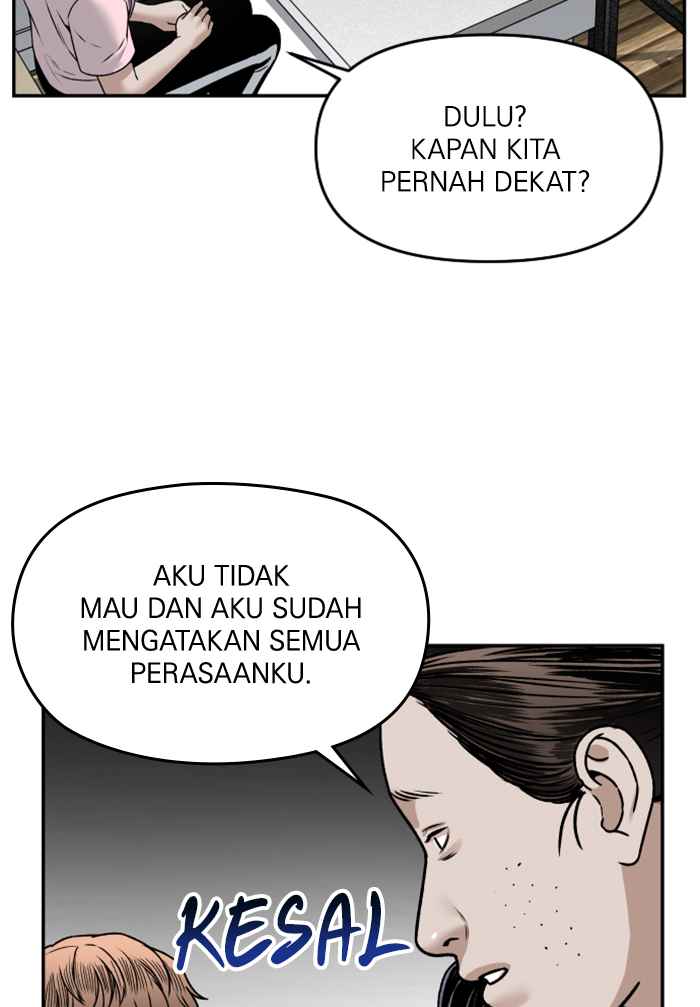 DULU?
KAPAN KITA
PERNAH DEKAT?
AKU TIDAK
MAU DAN AKU SUDAH
MENGATAKAN SEMUA
PERASAANKU.
KESAL